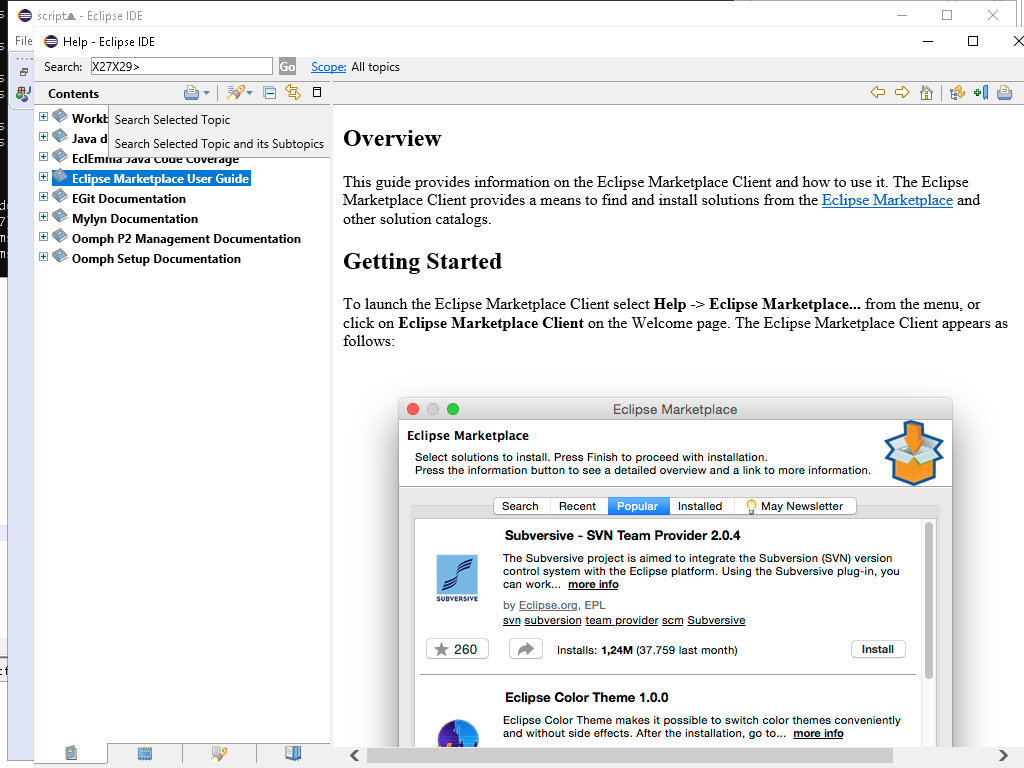 script▲ - Eclipse IDE
File
Help - Eclipse IDE
Search:
X27X29>
Go
Scope:
All topics
Contents
Search Selected Topic
Search Selected Topic and its Subtopics
Java d
EclEmma Java Code Coverage
Eclipse Marketplace User Guide
EGit Documentation
Mylyn Documentation
Oomph P2 Management Documentation
Oomph Setup Documentation
Overview
This guide provides information on the Eclipse Marketplace Client and how to use it. The Eclipse
Marketplace Client provides a means to find and install solutions from the Eclipse Marketplace and
other solution catalogs.
Getting Started
To launch the Eclipse Marketplace Client select Help -> Eclipse Marketplace... from the menu, or
click on Eclipse Marketplace Client on the Welcome page. The Eclipse Marketplace Client appears as
follows:
Eclipse Marketplace
Eclipse Marketplace
Select solutions to install. Press Finish to proceed with installation.
Press the information button to see a detailed overview and a link to more information.
Search
Recent
Popular
Installed
May Newsletter
Subversive - SVN Team Provider 2.0.4
The Subversive project is aimed to integrate the Subversion (SVN) version
control system with the Eclipse platform. Using the Subversive plug-in, you
can work... more info
SUBVERSIVE
by Eclipse.org, EPL
svn subversion team provider scm Subversive
260
Installs: 1,24M (37.759 last month)
Install
Eclipse Color Theme 1.0.0
Eclipse Color Theme makes it possible to switch color themes conveniently
and without side effects. After the installation, go to... more info